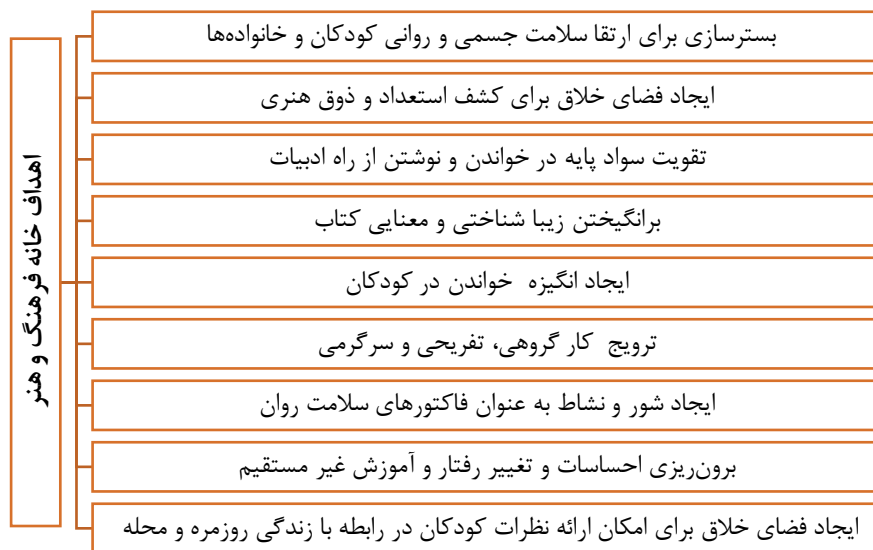 اهداف خانه فرهنگ و هنر
بسترسازی برای ارتقا سلامت جسمی و روانی کودکان و خانواده‌ها
ایجاد فضای خلاق برای کشف استعداد و ذوق هنری
تقویت سواد پایه در خواندن و نوشتن از راه ادبیات
برانگیختن زیبا شناختی و معنایی کتاب
ایجاد انگیزه خواندن در کودکان
ترویج کار گروهی، تفریحی و سرگرمی
ایجاد شور و نشاط به عنوان فاکتورهای سلامت روان
برون‌ریزی احساسات و تغییر رفتار و آموزش غیر مستقیم
ایجاد فضای خلاق برای امکان ارائه نظرات کودکان در رابطه با زندگی روزمره و محله